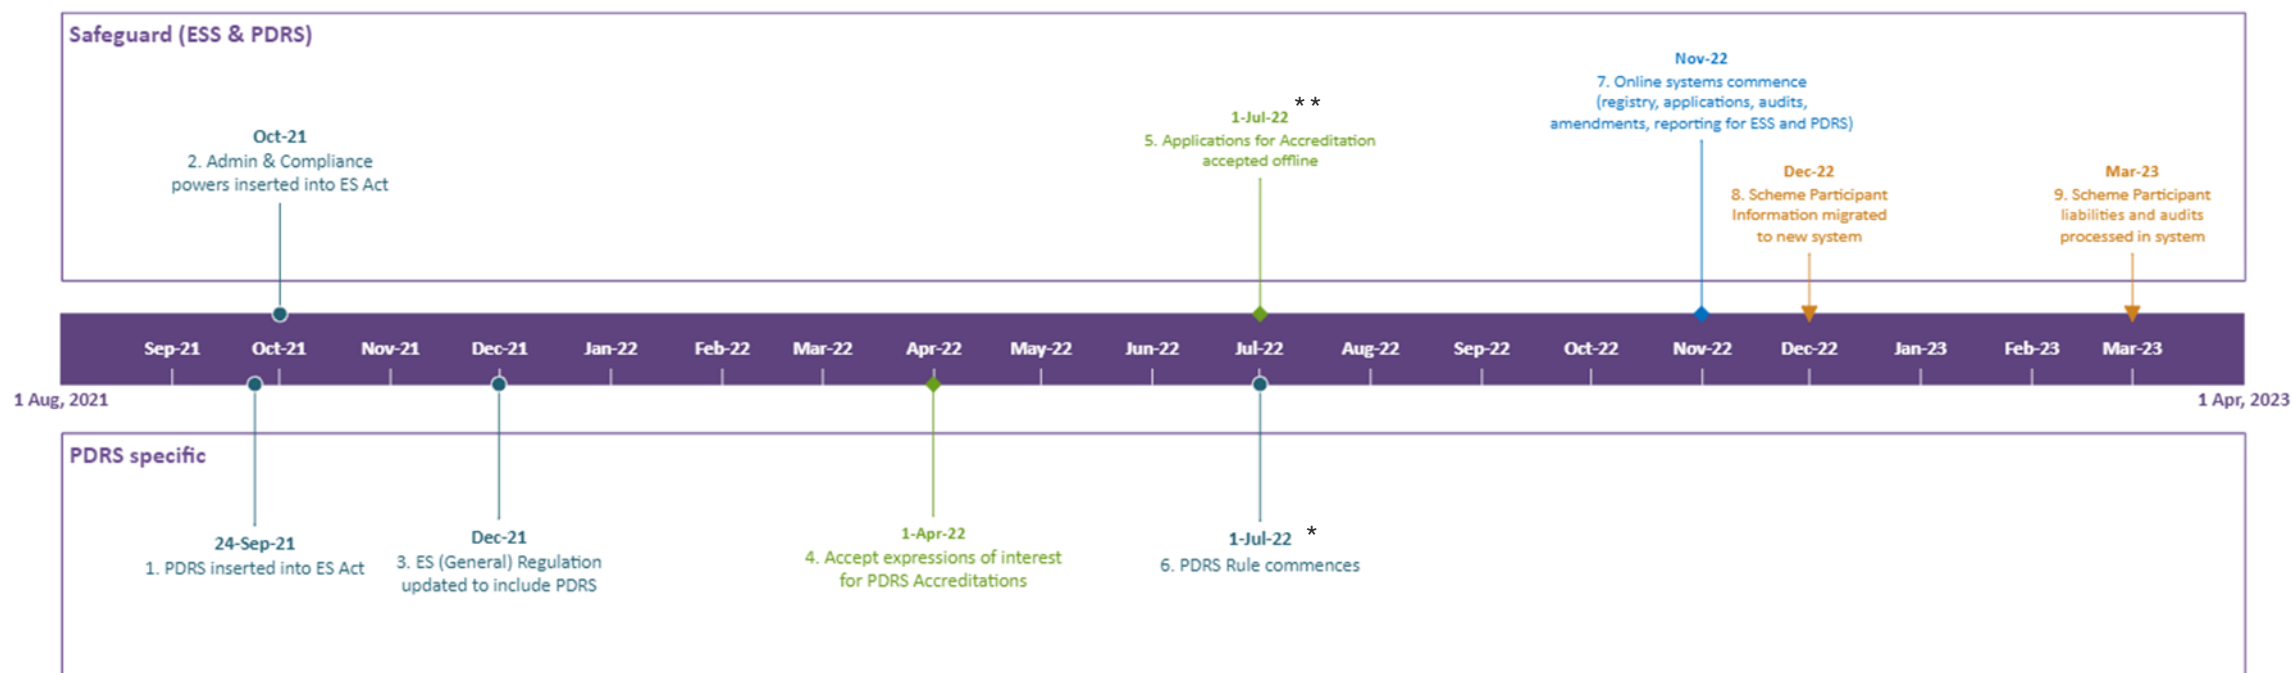 Safeguard (ESS & PDRS)
Oct-21
2. Admin & Compliance
powers inserted into ES Act
1-Jul-22 **
5. Applications for Accreditation
accepted offline
Nov-22
7. Online systems commence
(registry, applications, audits,
amendments, reporting for ESS and PDRS)
Dec-22
8. Scheme Participant
Information migrated
to new system
Mar-23
9. Scheme Participant
liabilities and audits
processed in system
Sep-21 Oct-21 Nov-21 Dec-21 Jan-22 Feb-22 Mar-22 Apr-22 May-22 Jun-22 Jul-22 Aug-22 Sep-22 Oct-22 Nov-22 Dec-22 Jan-23 Feb-23 Mar-23
1 Aug, 2021
1 Apr, 2023
PDRS specific
24-Sep-21
1. PDRS inserted into ES Act
Dec-21
3. ES (General) Regulation
updated to include PDRS
1-Apr-22
4. Accept expressions of interest
for PDRS Accreditations
1-Jul-22 *
6. PDRS Rule commences